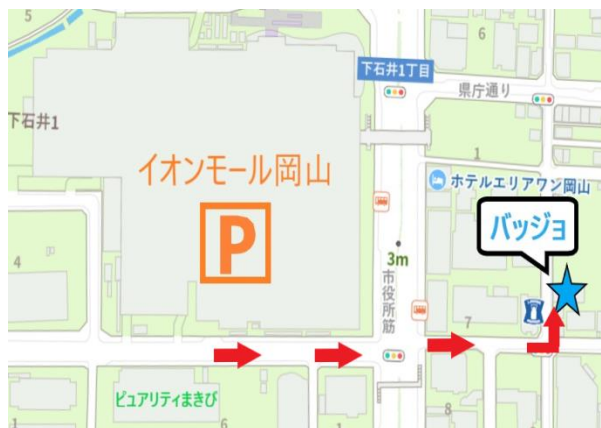 5
6
下石井1丁目
県庁通り
下石井1
1
イオンモール岡山
ホテルエリアワン岡山
P
バッジョ
4
3m
市役所筋
7
ピュアリティまきび
6
1
8
1